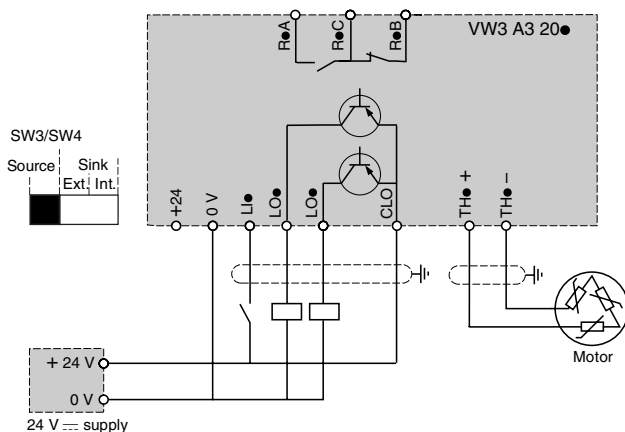 R●A
R●C
R●B
VW3 A3 20●
SW3/SW4
Source Sink
Ext. Int.
+24
0 V
LI●
LO●
LO●
CLO
TH●+
TH●−
Motor
+ 24 V
0 V
24 V ⎓ supply